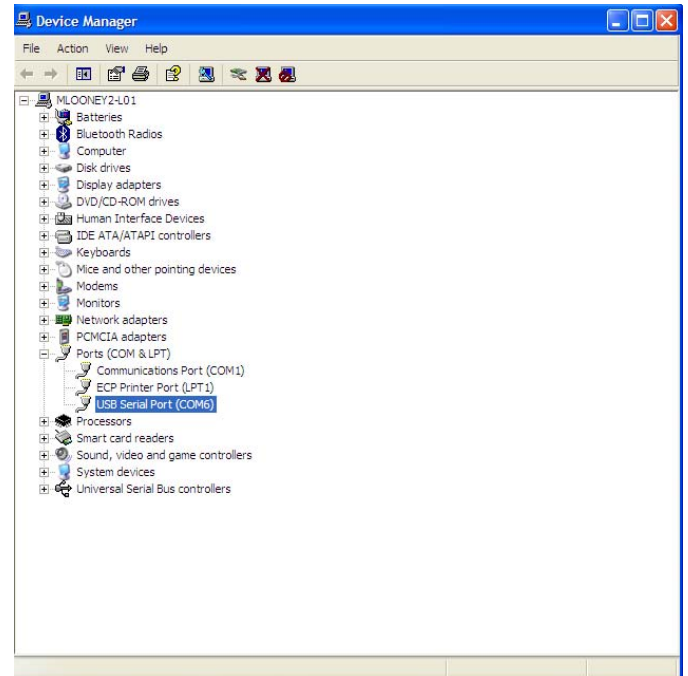 Device Manager
File Action View Help
MLOONEY2-L01
Batteries
Bluetooth Radios
Computer
Disk drives
Display adapters
DVD/CD-ROM drives
Human Interface Devices
IDE ATA/ATAPI controllers
Keyboards
Mice and other pointing devices
Modems
Monitors
Network adapters
PCMCIA adapters
Ports (COM & LPT)
Communications Port (COM1)
ECP Printer Port (LPT1)
USB Serial Port (COM6)
Processors
Smart card readers
Sound, video and game controllers
System devices
Universal Serial Bus controllers